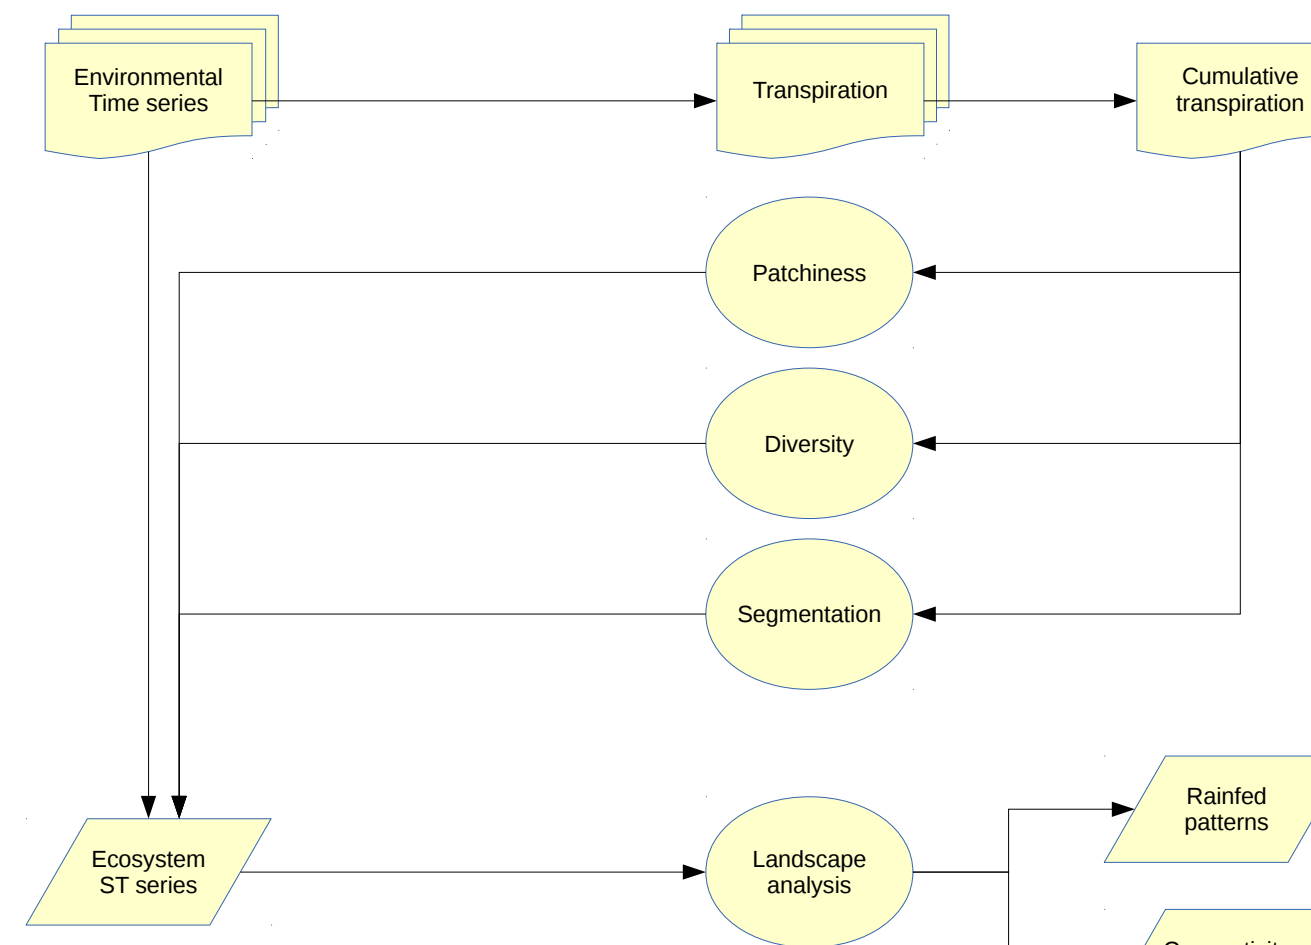 Environmental
Time series
Transpiration
Cumulative
transpiration
Patchiness
Diversity
Segmentation
Rainfed
patterns
Ecosystem
ST series
Landscape
analysis